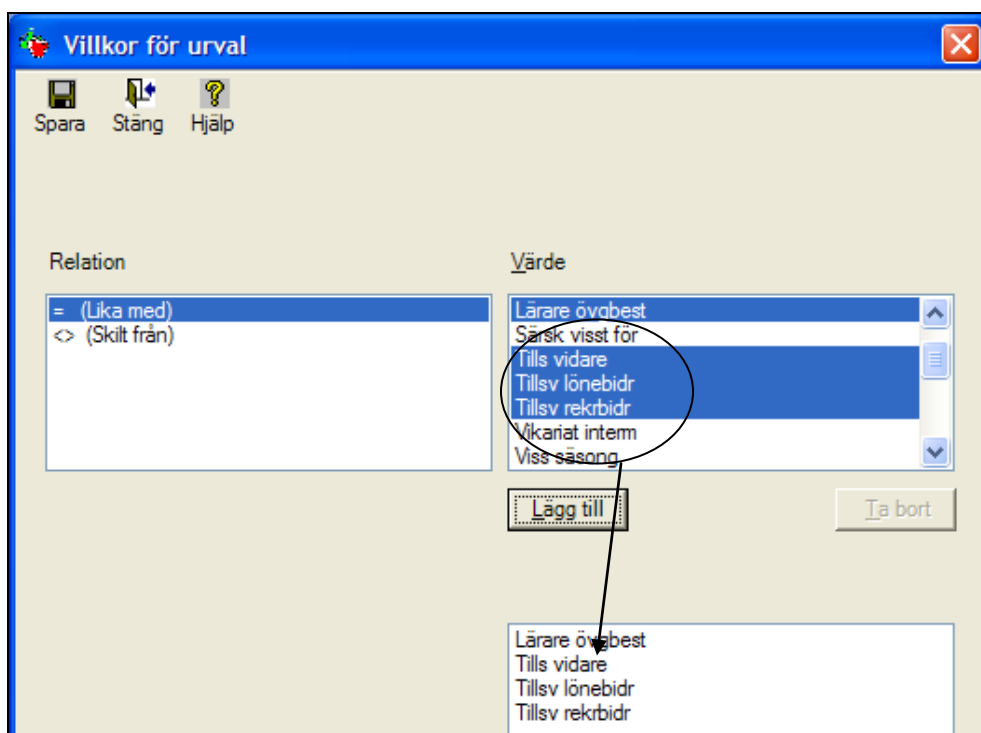 Villkor för urval
Spara Stäng Hjälp
Relation
= (Lika med)
<> (Skilt från)
Värde
Lärare övgbest
Särsk visst för
Tills vidare
Tillsv lönebidr
Tillsv rekrbidr
Vikariat interm
Viss säsong
Lägg till
Ta bort
Lärare övgbest
Tills vidare
Tillsv lönebidr
Tillsv rekrbidr